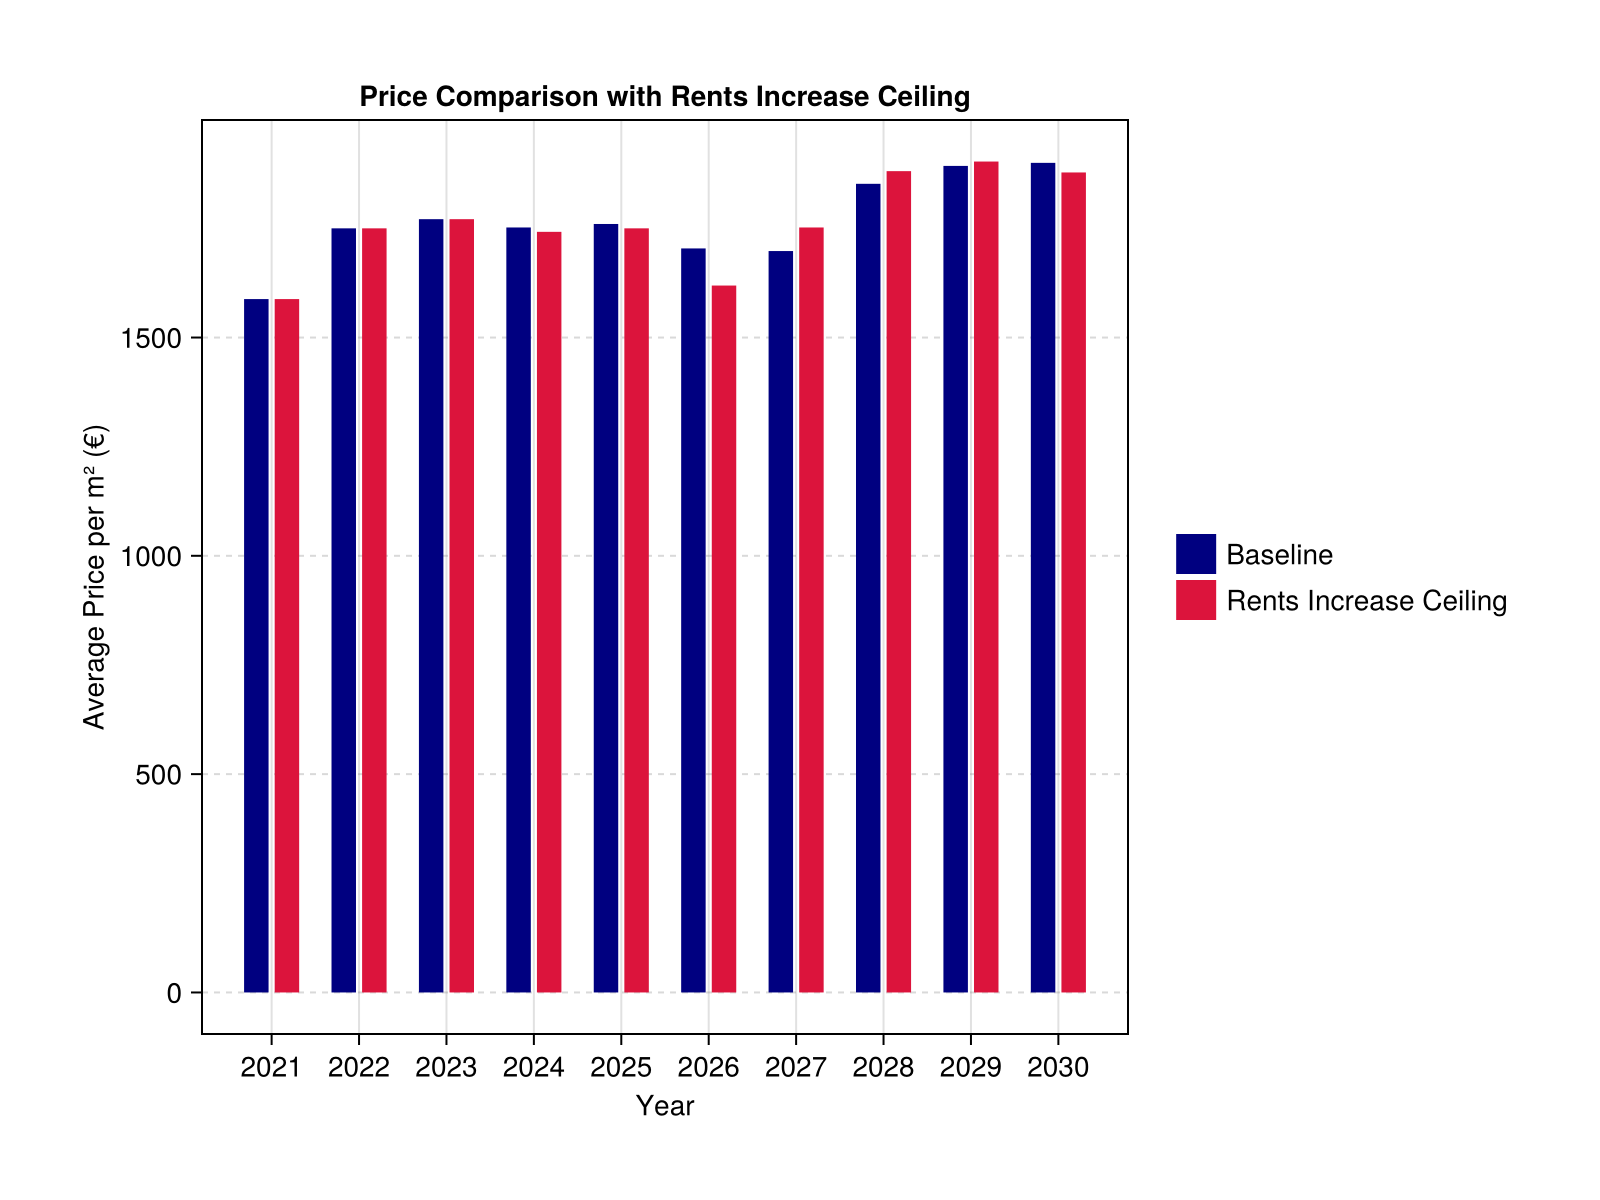 Price Comparison with Rents Increase Ceiling
Average Price per m² (€)
1500
1000
500
0
2021 2022 2023 2024 2025 2026 2027 2028 2029 2030
Year
Baseline
Rents Increase Ceiling